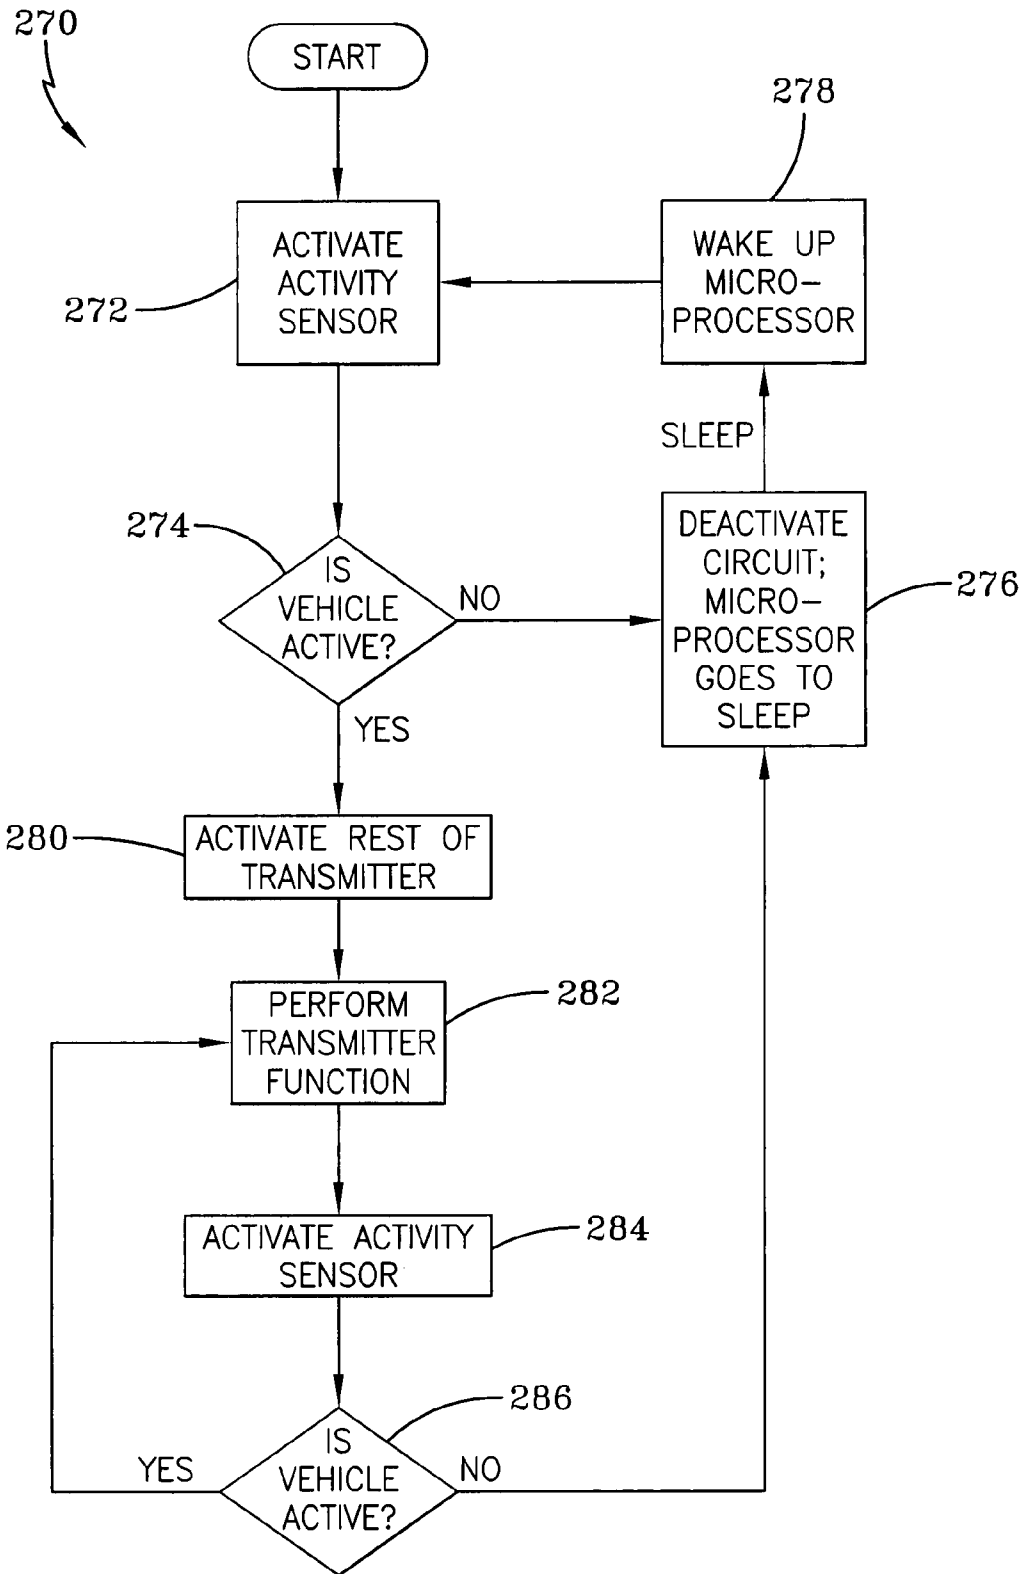 270
START
278
ACTIVATE
ACTIVITY
SENSOR
272
WAKE UP
MICRO-
PROCESSOR
SLEEP
274
IS
VEHICLE
ACTIVE?
NO
DEACTIVATE
CIRCUIT;
MICRO-
PROCESSOR
GOES TO
SLEEP
276
YES
280
ACTIVATE REST OF
TRANSMITTER
PERFORM
TRANSMITTER
FUNCTION
282
ACTIVATE ACTIVITY
SENSOR
284
286
IS
VEHICLE
ACTIVE?
YES
NO